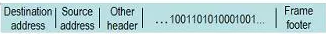 Destination address
Source address
Other header
...1001101010001001...
Frame footer